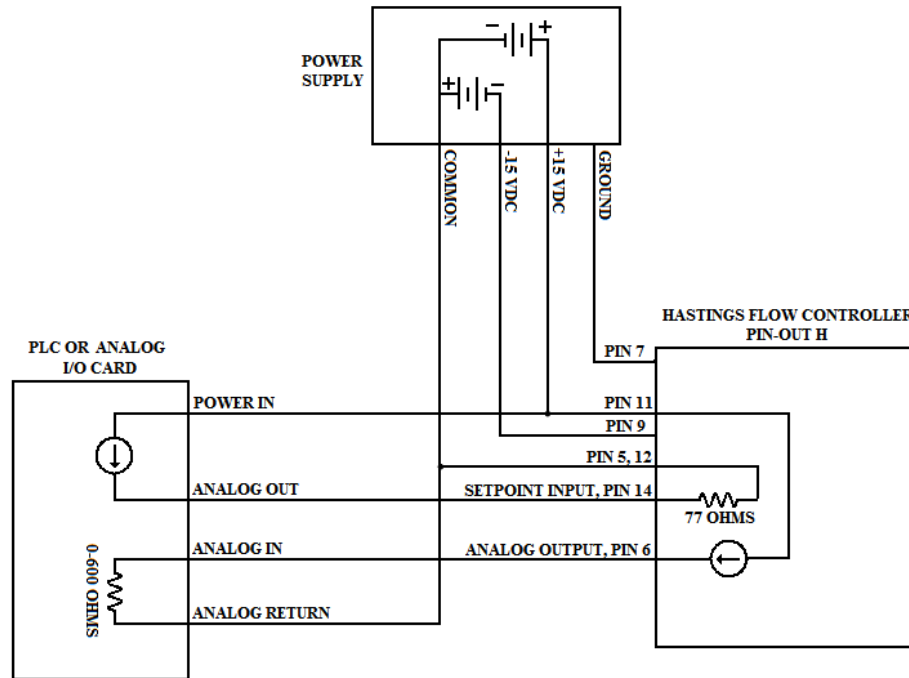 POWER
SUPPLY
−
+
+
−
COMMON
-15 VDC
+15 VDC
GROUND
HASTINGS FLOW CONTROLLER
PIN-OUT H
PLC OR ANALOG
I/O CARD
PIN 7
POWER IN
PIN 11
PIN 9
PIN 5, 12
ANALOG OUT
SETPOINT INPUT, PIN 14
77 OHMS
ANALOG IN
ANALOG OUTPUT, PIN 6
0-600 OHMS
ANALOG RETURN